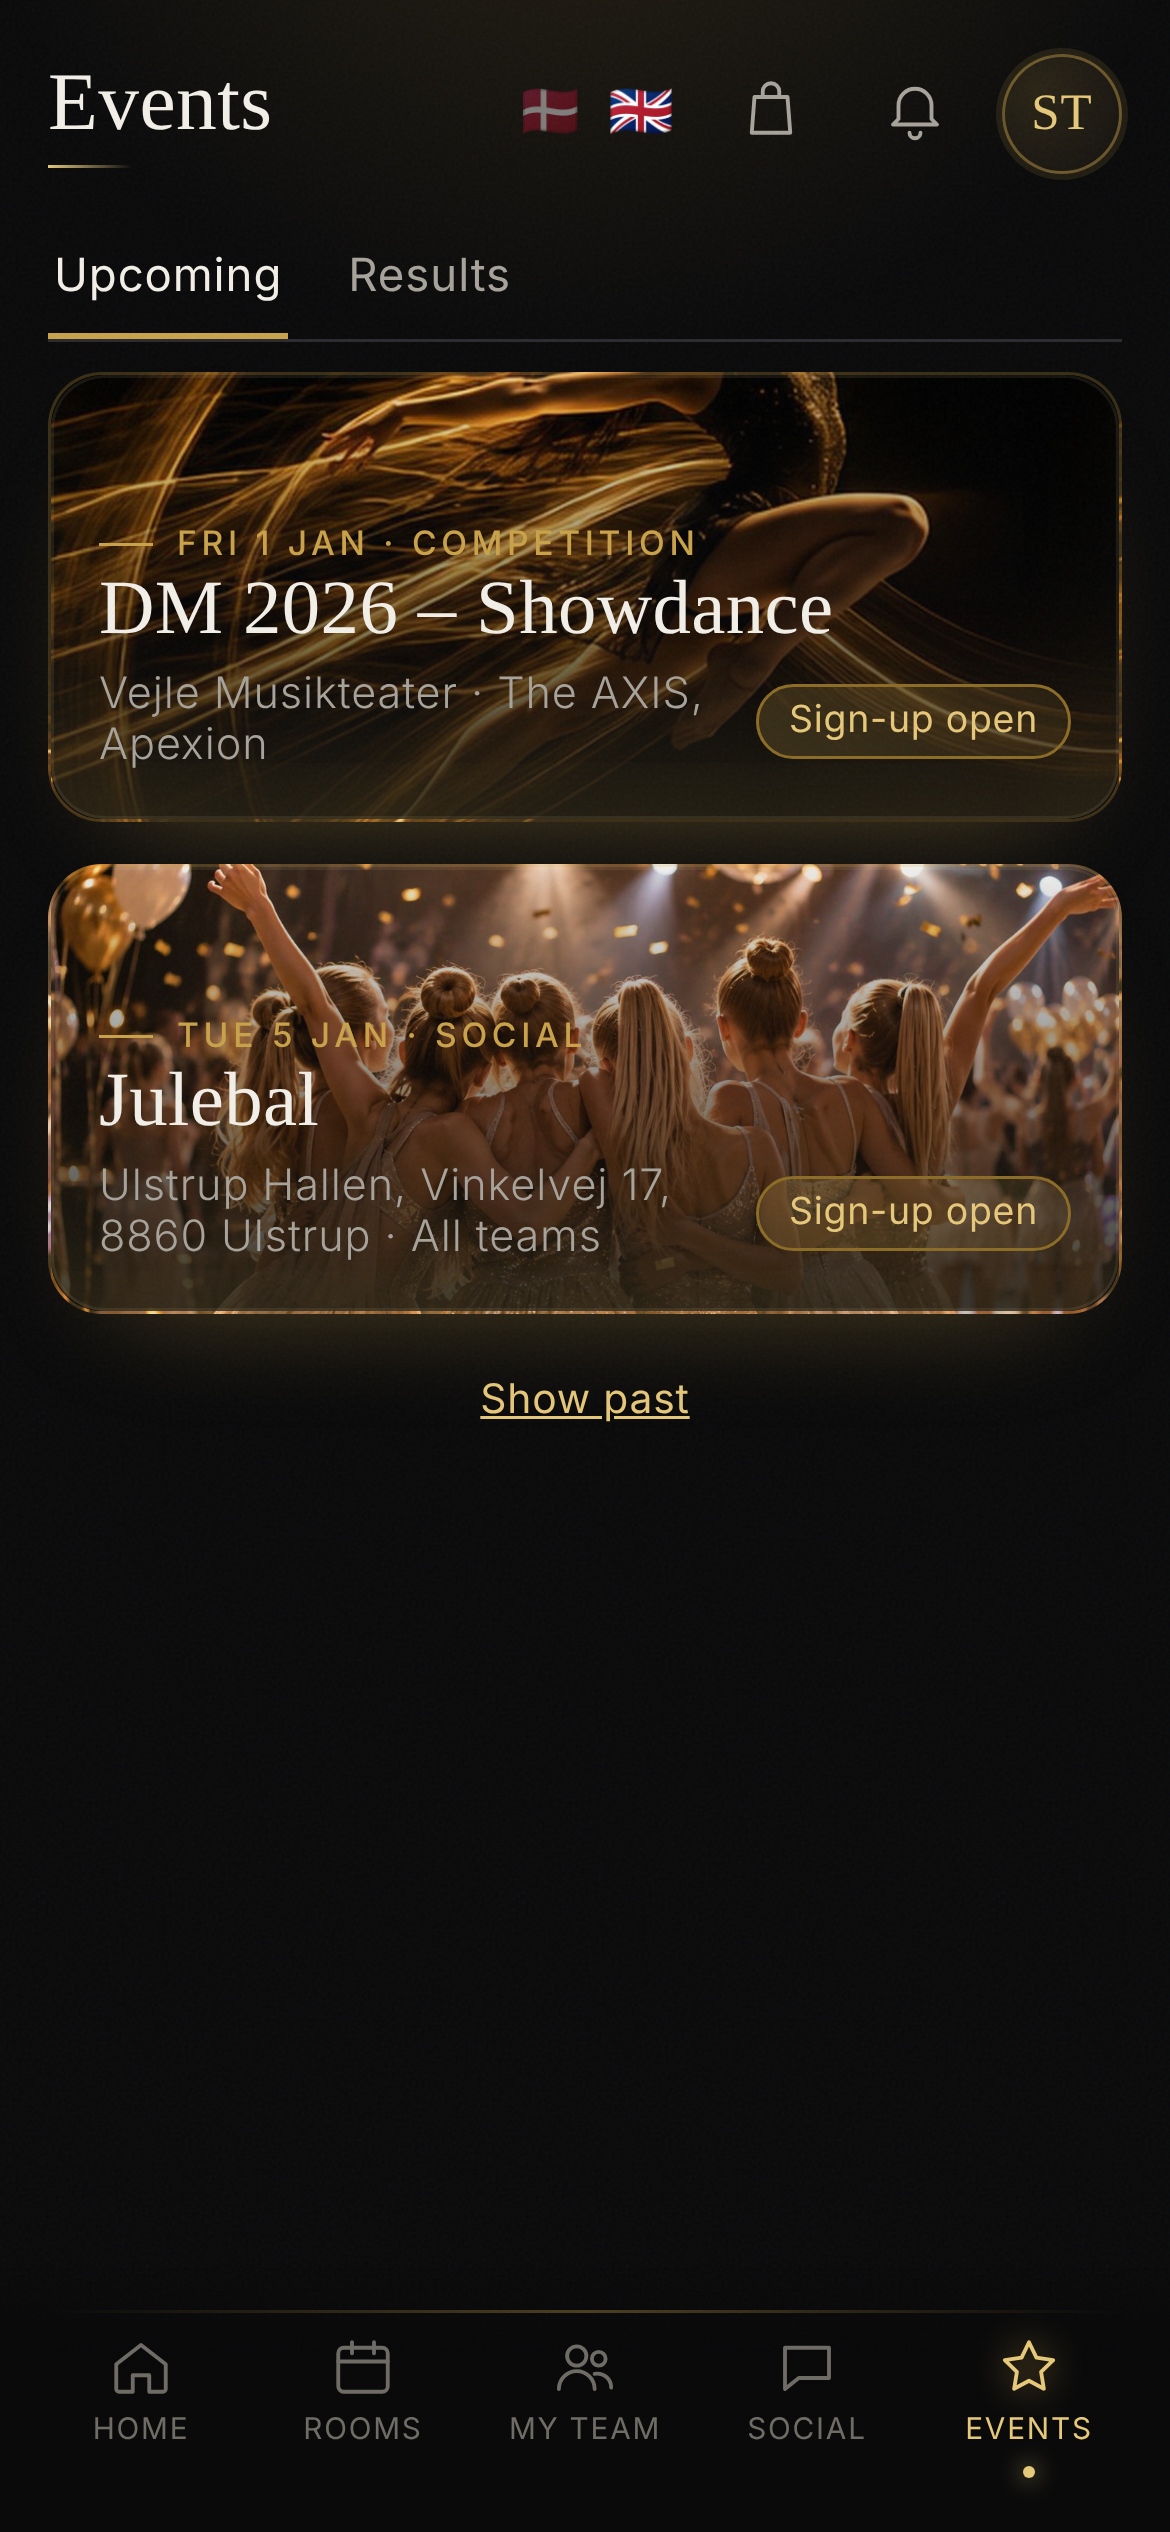 Events
ST
Upcoming
Results
FRI 1 JAN · COMPETITION
DM 2026 – Showdance
Vejle Musikteater · The AXIS,
Apexion
Sign-up open
TUE 5 JAN · SOCIAL
Julebal
Ulstrup Hallen, Vinkelvej 17,
8860 Ulstrup · All teams
Sign-up open
Show past
HOME
ROOMS
MY TEAM
SOCIAL
EVENTS